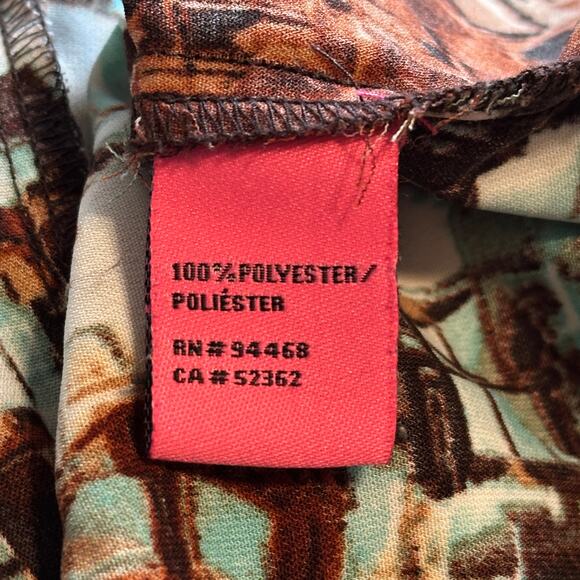 100%POLYESTER/
POLIÉSTER
RN# 94468
CA # 52362